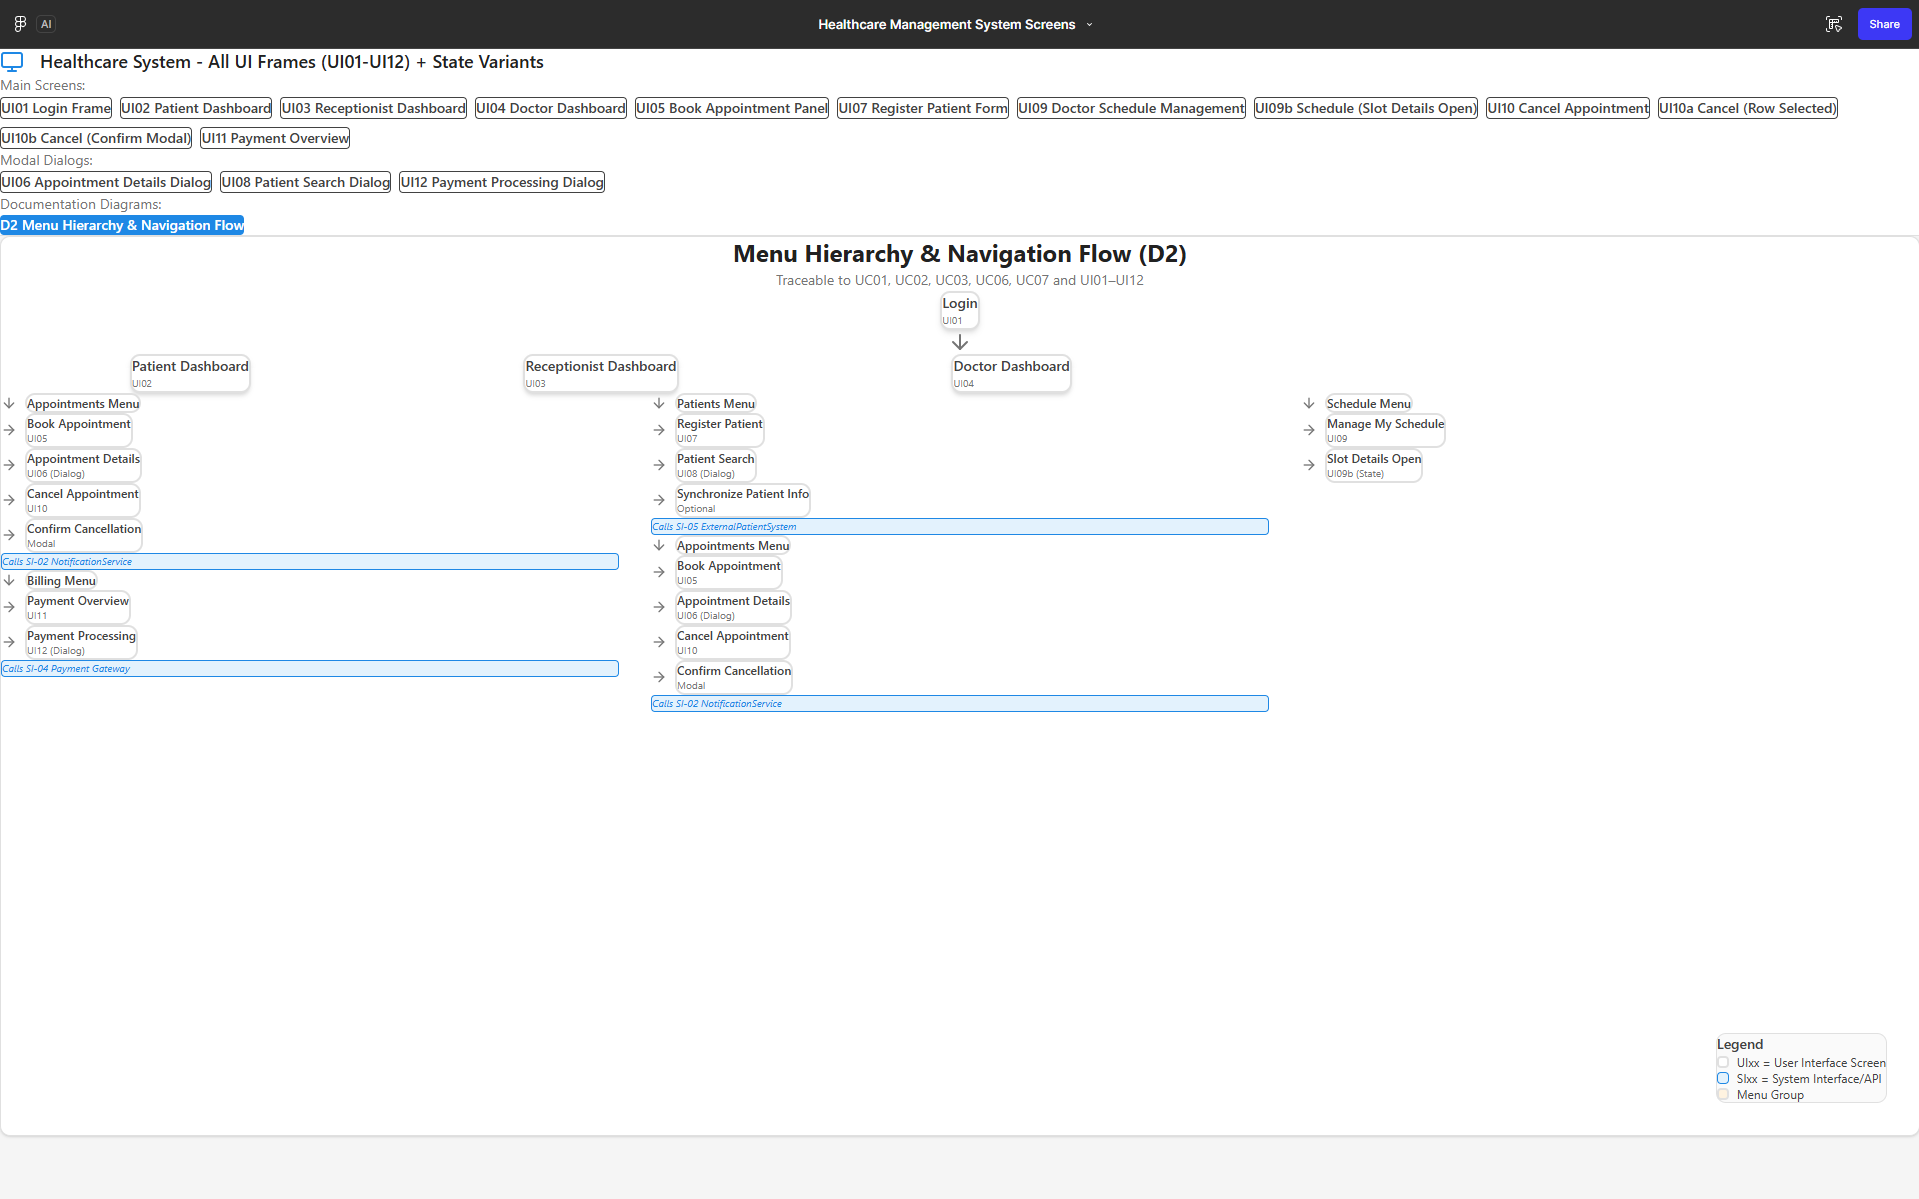 AI
Healthcare Management System Screens
Share
Healthcare System - All UI Frames (UI01-UI12) + State Variants
Main Screens:
UI01 Login Frame UI02 Patient Dashboard UI03 Receptionist Dashboard UI04 Doctor Dashboard UI05 Book Appointment Panel UI07 Register Patient Form UI09 Doctor Schedule Management UI09b Schedule (Slot Details Open) UI10 Cancel Appointment UI10a Cancel (Row Selected)
UI10b Cancel (Confirm Modal) UI11 Payment Overview
Modal Dialogs:
UI06 Appointment Details Dialog UI08 Patient Search Dialog UI12 Payment Processing Dialog
Documentation Diagrams:
D2 Menu Hierarchy & Navigation Flow
Menu Hierarchy & Navigation Flow (D2)
Traceable to UC01, UC02, UC03, UC06, UC07 and UI01–UI12
Login
UI01
Patient Dashboard
UI02
Receptionist Dashboard
UI03
Doctor Dashboard
UI04
Appointments Menu
Book Appointment
UI05
Appointment Details
UI06 (Dialog)
Cancel Appointment
UI10
Confirm Cancellation
Modal
Calls SI-02 NotificationService
Billing Menu
Payment Overview
UI11
Payment Processing
UI12 (Dialog)
Calls SI-04 Payment Gateway
Patients Menu
Register Patient
UI07
Patient Search
UI08 (Dialog)
Synchronize Patient Info
Optional
Calls SI-05 ExternalPatientSystem
Appointments Menu
Book Appointment
UI05
Appointment Details
UI06 (Dialog)
Cancel Appointment
UI10
Confirm Cancellation
Modal
Calls SI-02 NotificationService
Schedule Menu
Manage My Schedule
UI09
Slot Details Open
UI09b (State)
Legend
UIxx = User Interface Screen
SIxx = System Interface/API
Menu Group